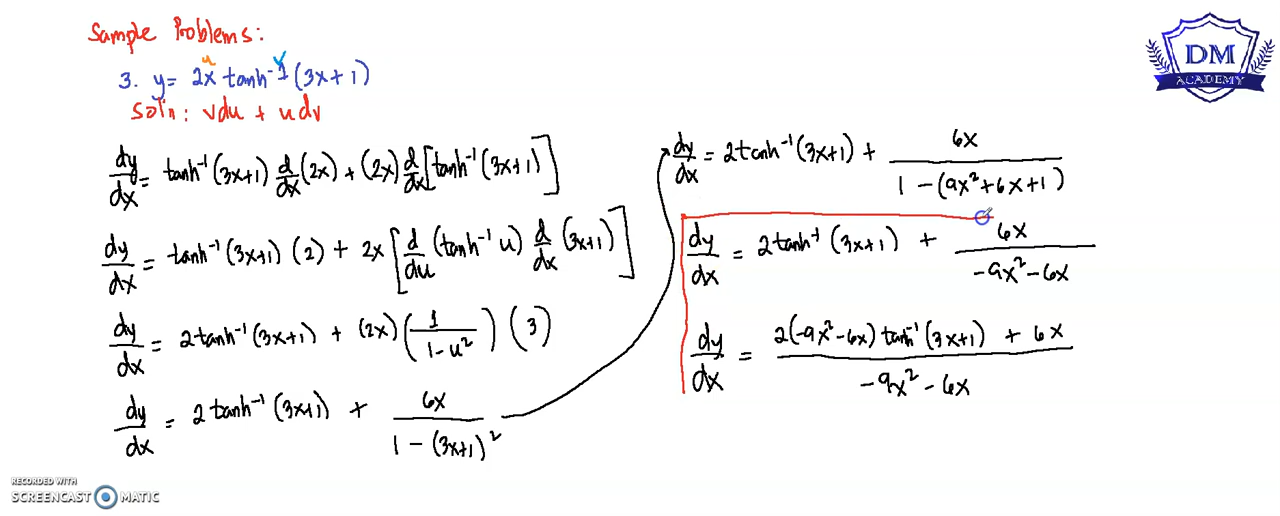 Sample Problems:
3. y = 2x tanh⁻¹ (3x+1)
u v
Sol'n: vdu + udv
dy/dx = tanh⁻¹(3x+1) d/dx (2x) + (2x) d/dx [tanh⁻¹(3x+1)]
dy/dx = tanh⁻¹(3x+1) (2) + 2x [d/du (tanh⁻¹ u) d/dx (3x+1)]
dy/dx = 2tanh⁻¹(3x+1) + (2x) (1/(1-u²)) (3)
dy/dx = 2tanh⁻¹(3x+1) + 6x/(1-(3x+1)²)
dy/dx = 2tanh⁻¹(3x+1) + 6x/(1-(9x²+6x+1))
dy/dx = 2tanh⁻¹(3x+1) + 6x/(-9x²-6x)
dy/dx = (2(-9x²-6x) tanh⁻¹(3x+1) + 6x)/(-9x²-6x)
DM
ACADEMY
RECORDED WITH
SCREENCAST MATIC